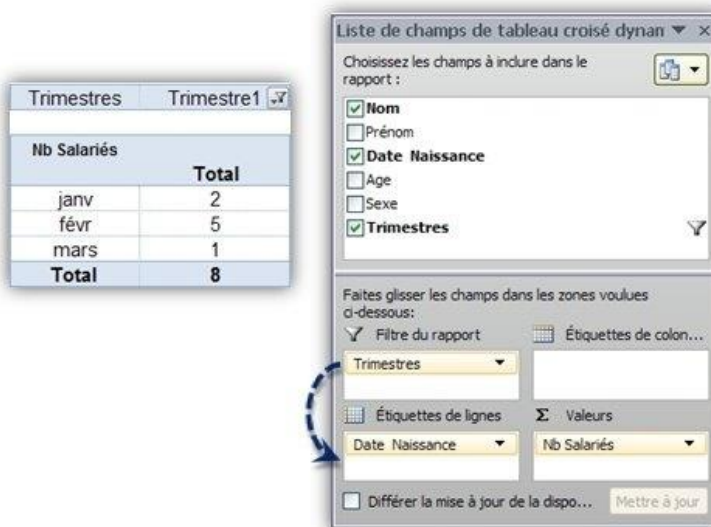 Trimestres Trimestre1
Nb Salariés
Total
janv 2
févr 5
mars 1
Total 8
Liste de champs de tableau croisé dynam
Choisissez les champs à inclure dans le
rapport :
Nom
Prénom
Date Naissance
Age
Sexe
Trimestres
Faites glisser les champs dans les zones voulues
ci-dessous:
Filtre du rapport
Étiquettes de colon...
Trimestres
Étiquettes de lignes
Σ Valeurs
Date Naissance
Nb Salariés
Différer la mise à jour de la dispo...
Mettre à jour